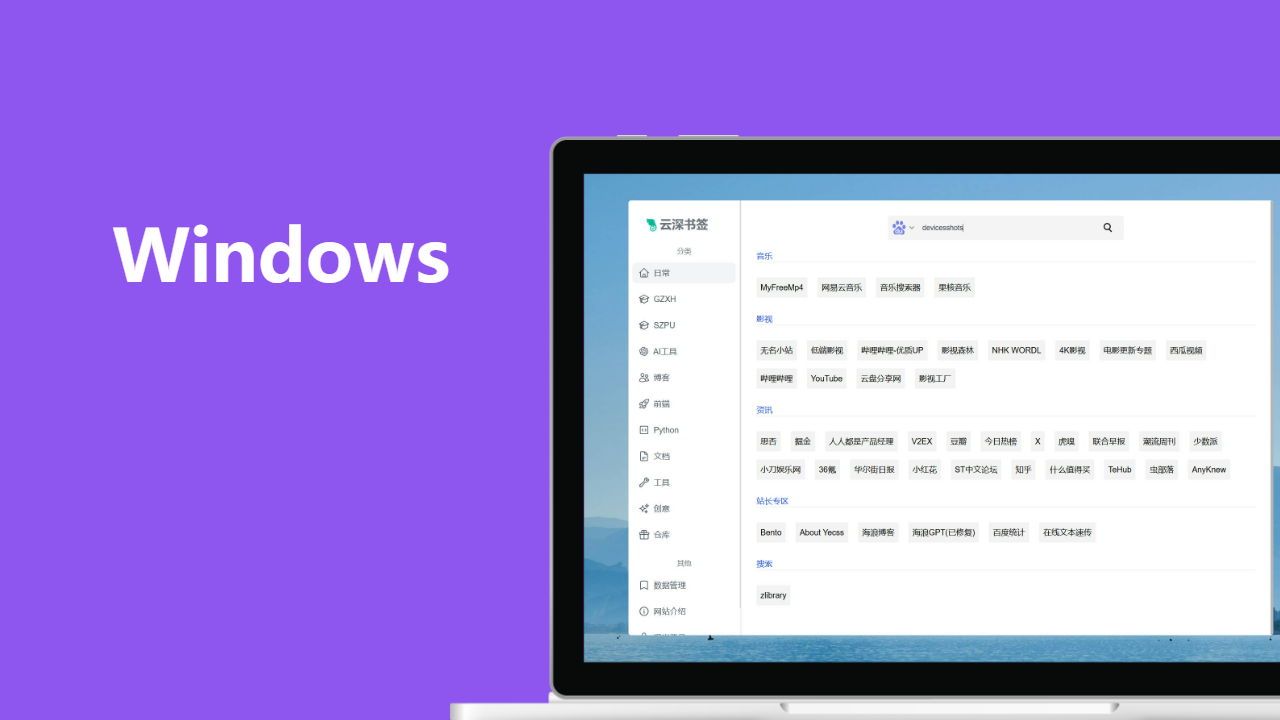 Windows
云深书签
分类
日常
GZXH
SZPU
AI工具
博客
前端
Python
文档
工具
创意
仓库
其他
数据管理
网站介绍
devicesshots
音乐
MyFreeMp4 网易云音乐 音乐搜索器 果核音乐
影视
无名小站 低端影视 哔哩哔哩-优质UP 影视森林 NHK WORDL 4K影视 电影更新专题 西瓜视频
哔哩哔哩 YouTube 云盘分享网 影视工厂
资讯
思否 掘金 人人都是产品经理 V2EX 豆瓣 今日热榜 X 虎嗅 联合早报 潮流周刊 少数派
小刀娱乐网 36氪 华尔街日报 小红花 ST中文论坛 知乎 什么值得买 TeHub 虫部落 AnyKnew
站长专区
Bento About Yecss 海浪博客 海浪GPT(已修复) 百度统计 在线文本速传
搜索
zlibrary